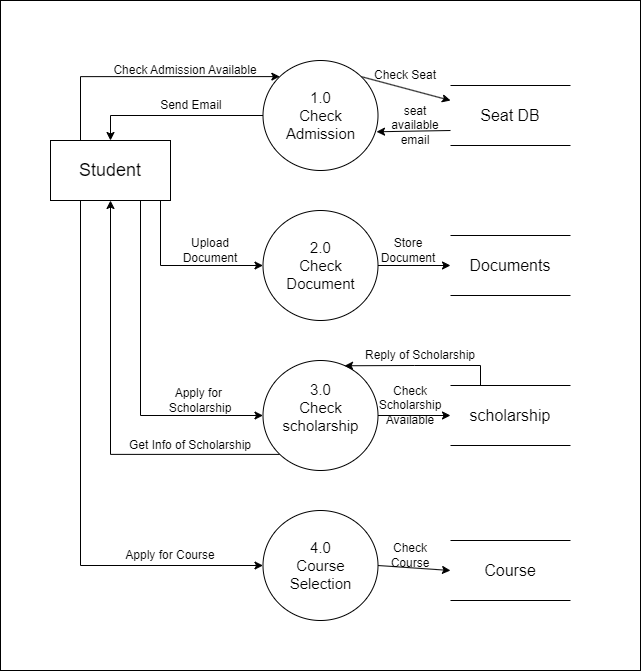 Check Admission Available
Check Seat
1.0
Check
Admission
Send Email
seat
available
email
Seat DB
Student
Upload
Document
2.0
Check
Document
Store
Document
Documents
Reply of Scholarship
Apply for
Scholarship
3.0
Check
scholarship
Check
Scholarship
Available
scholarship
Get Info of Scholarship
Apply for Course
4.0
Course
Selection
Check
Course
Course